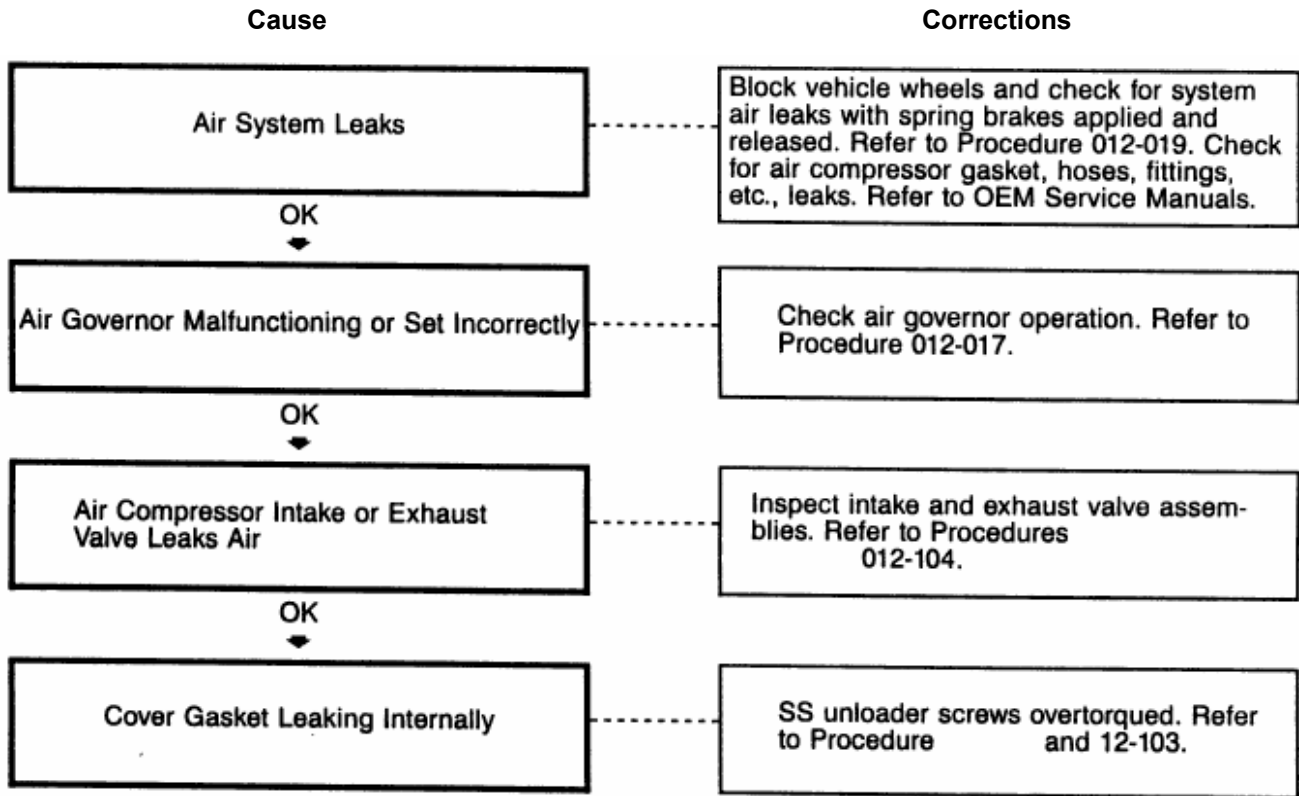 Cause
Corrections
Air System Leaks
Block vehicle wheels and check for system
air leaks with spring brakes applied and
released. Refer to Procedure 012-019. Check
for air compressor gasket, hoses, fittings,
etc., leaks. Refer to OEM Service Manuals.
OK
Air Governor Malfunctioning or Set Incorrectly
Check air governor operation. Refer to
Procedure 012-017.
OK
Air Compressor Intake or Exhaust
Valve Leaks Air
Inspect intake and exhaust valve assem-
blies. Refer to Procedures
012-104.
OK
Cover Gasket Leaking Internally
SS unloader screws overtorqued. Refer
to Procedure and 12-103.